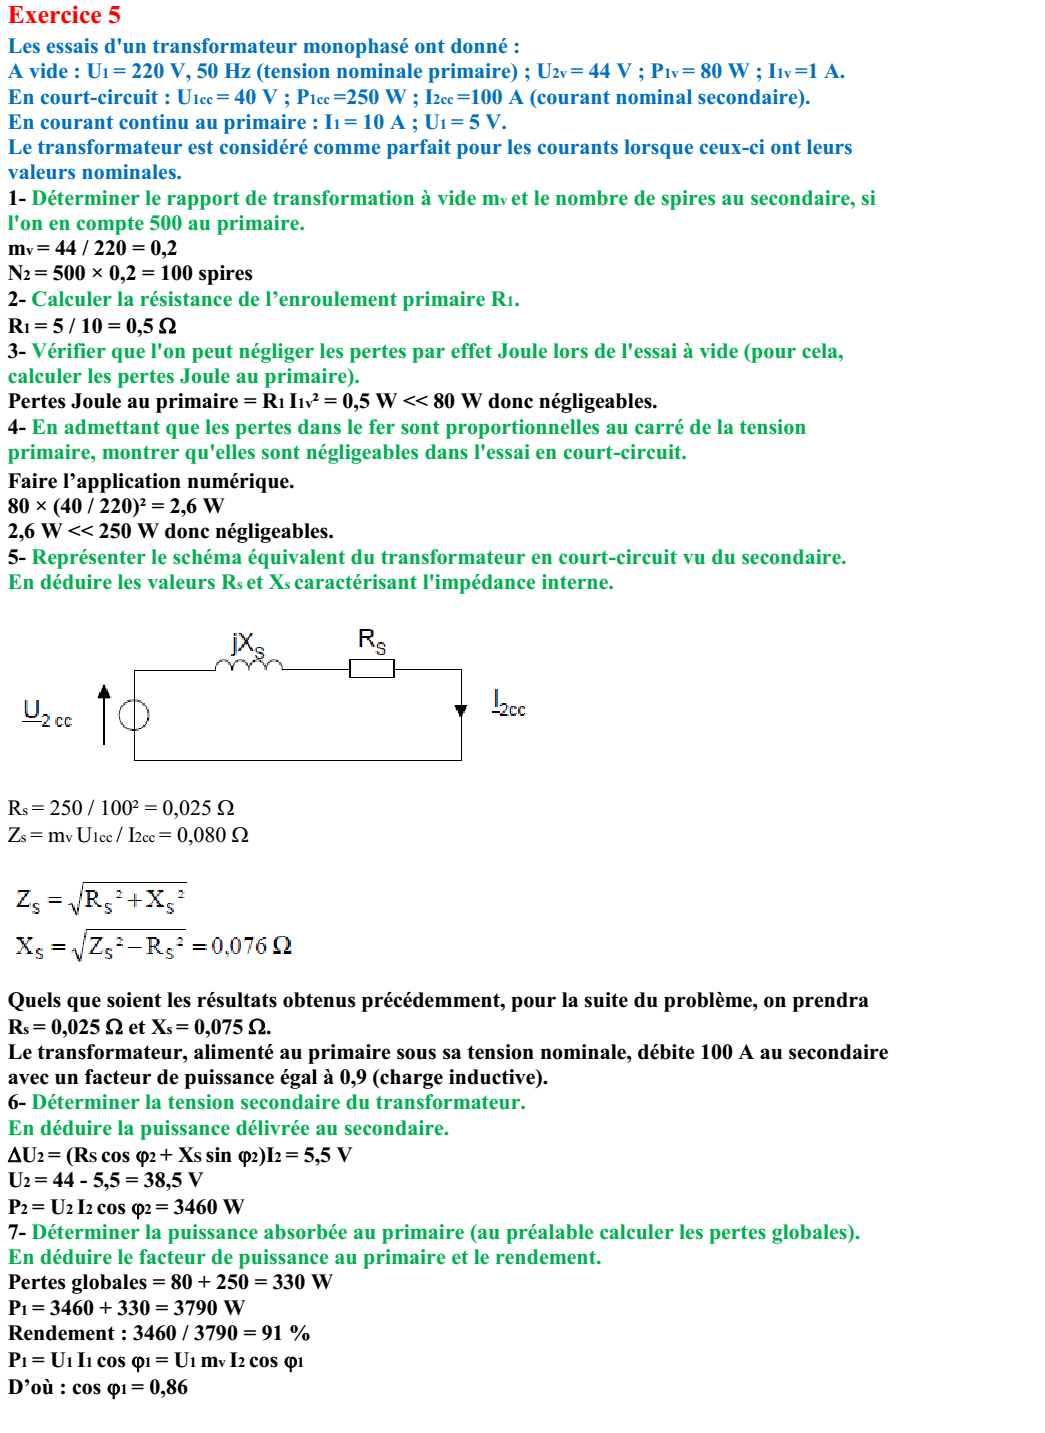 Exercice 5
Les essais d'un transformateur monophasé ont donné :
A vide : U1 = 220 V, 50 Hz (tension nominale primaire) ; U2v = 44 V ; P1v = 80 W ; I1v =1 A.
En court-circuit : U1cc = 40 V ; P1cc =250 W ; I2cc =100 A (courant nominal secondaire).
En courant continu au primaire : I1 = 10 A ; U1 = 5 V.
Le transformateur est considéré comme parfait pour les courants lorsque ceux-ci ont leurs
valeurs nominales.
1- Déterminer le rapport de transformation à vide mv et le nombre de spires au secondaire, si
l'on en compte 500 au primaire.
mv = 44 / 220 = 0,2
N2 = 500 × 0,2 = 100 spires
2- Calculer la résistance de l’enroulement primaire R1.
R1 = 5 / 10 = 0,5 Ω
3- Vérifier que l'on peut négliger les pertes par effet Joule lors de l'essai à vide (pour cela,
calculer les pertes Joule au primaire).
Pertes Joule au primaire = R1 I1v² = 0,5 W << 80 W donc négligeables.
4- En admettant que les pertes dans le fer sont proportionnelles au carré de la tension
primaire, montrer qu'elles sont négligeables dans l'essai en court-circuit.
Faire l’application numérique.
80 × (40 / 220)² = 2,6 W
2,6 W << 250 W donc négligeables.
5- Représenter le schéma équivalent du transformateur en court-circuit vu du secondaire.
En déduire les valeurs Rs et Xs caractérisant l'impédance interne.
jXS RS
U2 cc I2cc
Rs = 250 / 100² = 0,025 Ω
Zs = mv U1cc / I2cc = 0,080 Ω
ZS = √(RS² + XS²)
XS = √(ZS² − RS²) = 0,076 Ω
Quels que soient les résultats obtenus précédemment, pour la suite du problème, on prendra
Rs = 0,025 Ω et Xs = 0,075 Ω.
Le transformateur, alimenté au primaire sous sa tension nominale, débite 100 A au secondaire
avec un facteur de puissance égal à 0,9 (charge inductive).
6- Déterminer la tension secondaire du transformateur.
En déduire la puissance délivrée au secondaire.
ΔU2 = (RS cos φ2 + XS sin φ2)I2 = 5,5 V
U2 = 44 - 5,5 = 38,5 V
P2 = U2 I2 cos φ2 = 3460 W
7- Déterminer la puissance absorbée au primaire (au préalable calculer les pertes globales).
En déduire le facteur de puissance au primaire et le rendement.
Pertes globales = 80 + 250 = 330 W
P1 = 3460 + 330 = 3790 W
Rendement : 3460 / 3790 = 91 %
P1 = U1 I1 cos φ1 = U1 mv I2 cos φ1
D’où : cos φ1 = 0,86